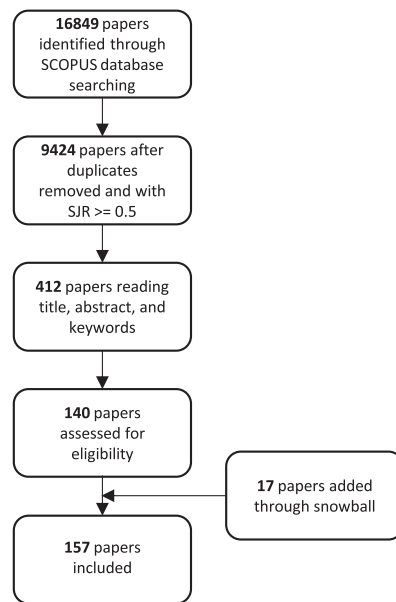 16849 papers
identified through
SCOPUS database
searching
9424 papers after
duplicates
removed and with
SJR >= 0.5
412 papers reading
title, abstract, and
keywords
140 papers
assessed for
eligibility
17 papers added
through snowball
157 papers
included